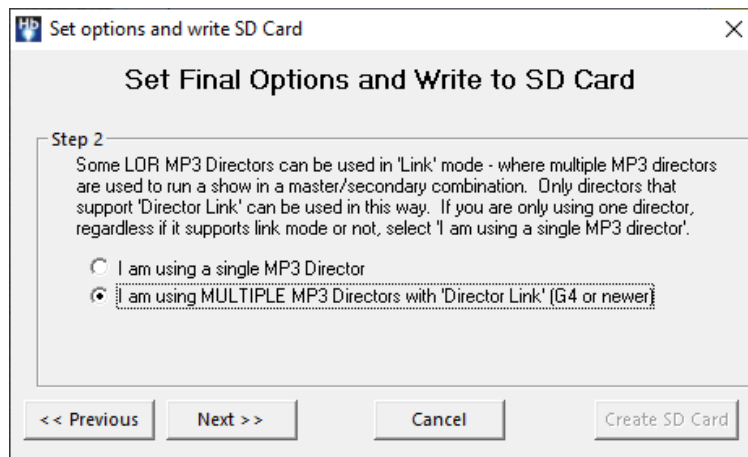 Hb Set options and write SD Card
Set Final Options and Write to SD Card
Step 2
Some LOR MP3 Directors can be used in 'Link' mode - where multiple MP3 directors
are used to run a show in a master/secondary combination. Only directors that
support 'Director Link' can be used in this way. If you are only using one director,
regardless if it supports link mode or not, select 'I am using a single MP3 director'.
I am using a single MP3 Director
I am using MULTIPLE MP3 Directors with 'Director Link' (G4 or newer)
<< Previous Next >> Cancel Create SD Card